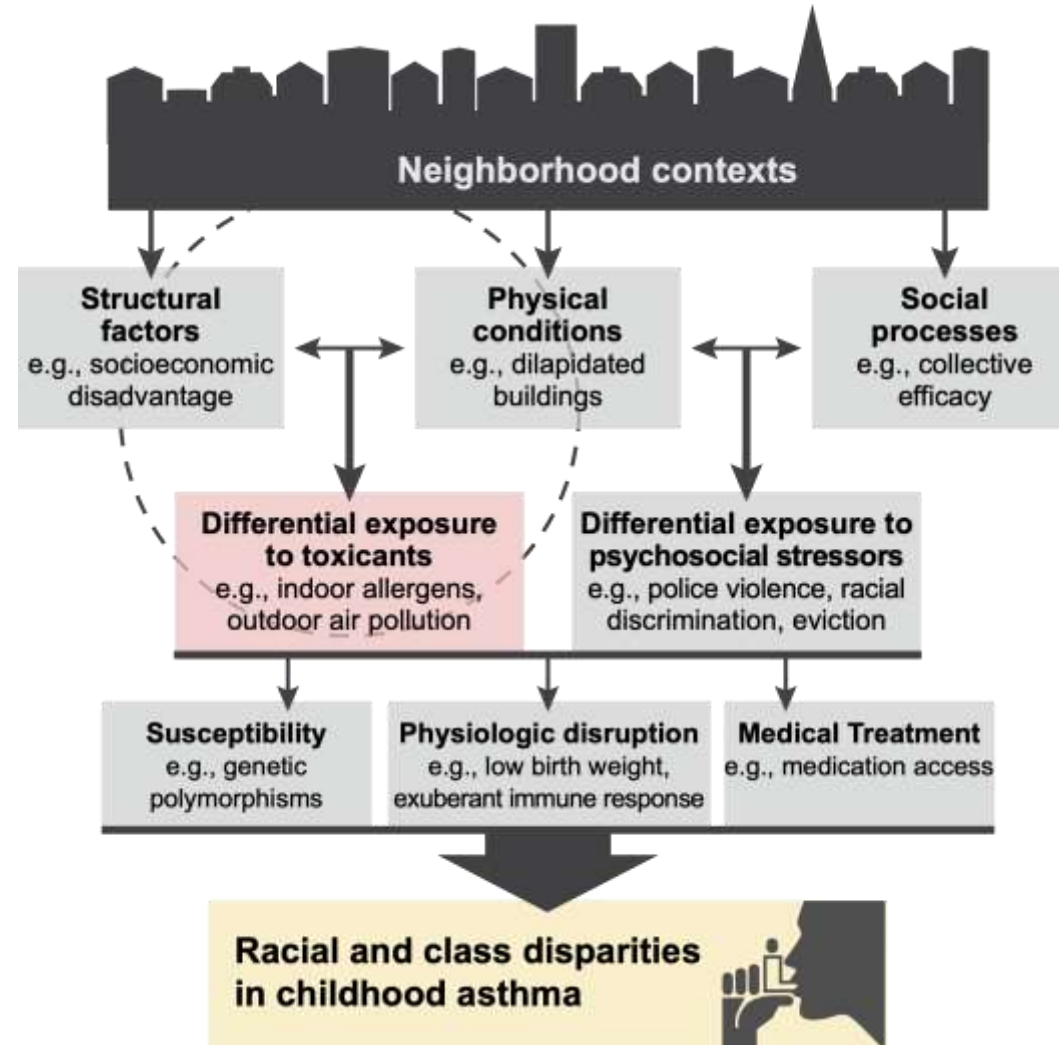 Neighborhood contexts
Structural
factors
e.g., socioeconomic
disadvantage
Physical
conditions
e.g., dilapidated
buildings
Social
processes
e.g., collective
efficacy
Differential exposure
to toxicants
e.g., indoor allergens,
outdoor air pollution
Differential exposure to
psychosocial stressors
e.g., police violence, racial
discrimination, eviction
Susceptibility
e.g., genetic
polymorphisms
Physiologic disruption
e.g., low birth weight,
exuberant immune response
Medical Treatment
e.g., medication access
Racial and class disparities
in childhood asthma